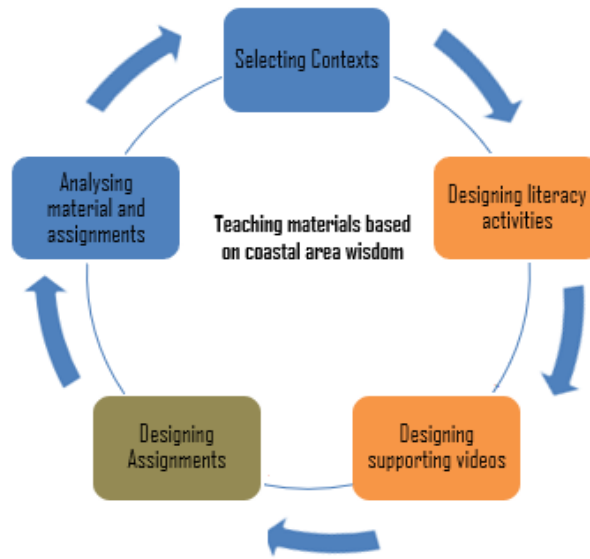 Selecting Contexts
Designing literacy
activities
Designing
supporting videos
Designing
Assignments
Analysing
material and
assignments
Teaching materials based
on coastal area wisdom